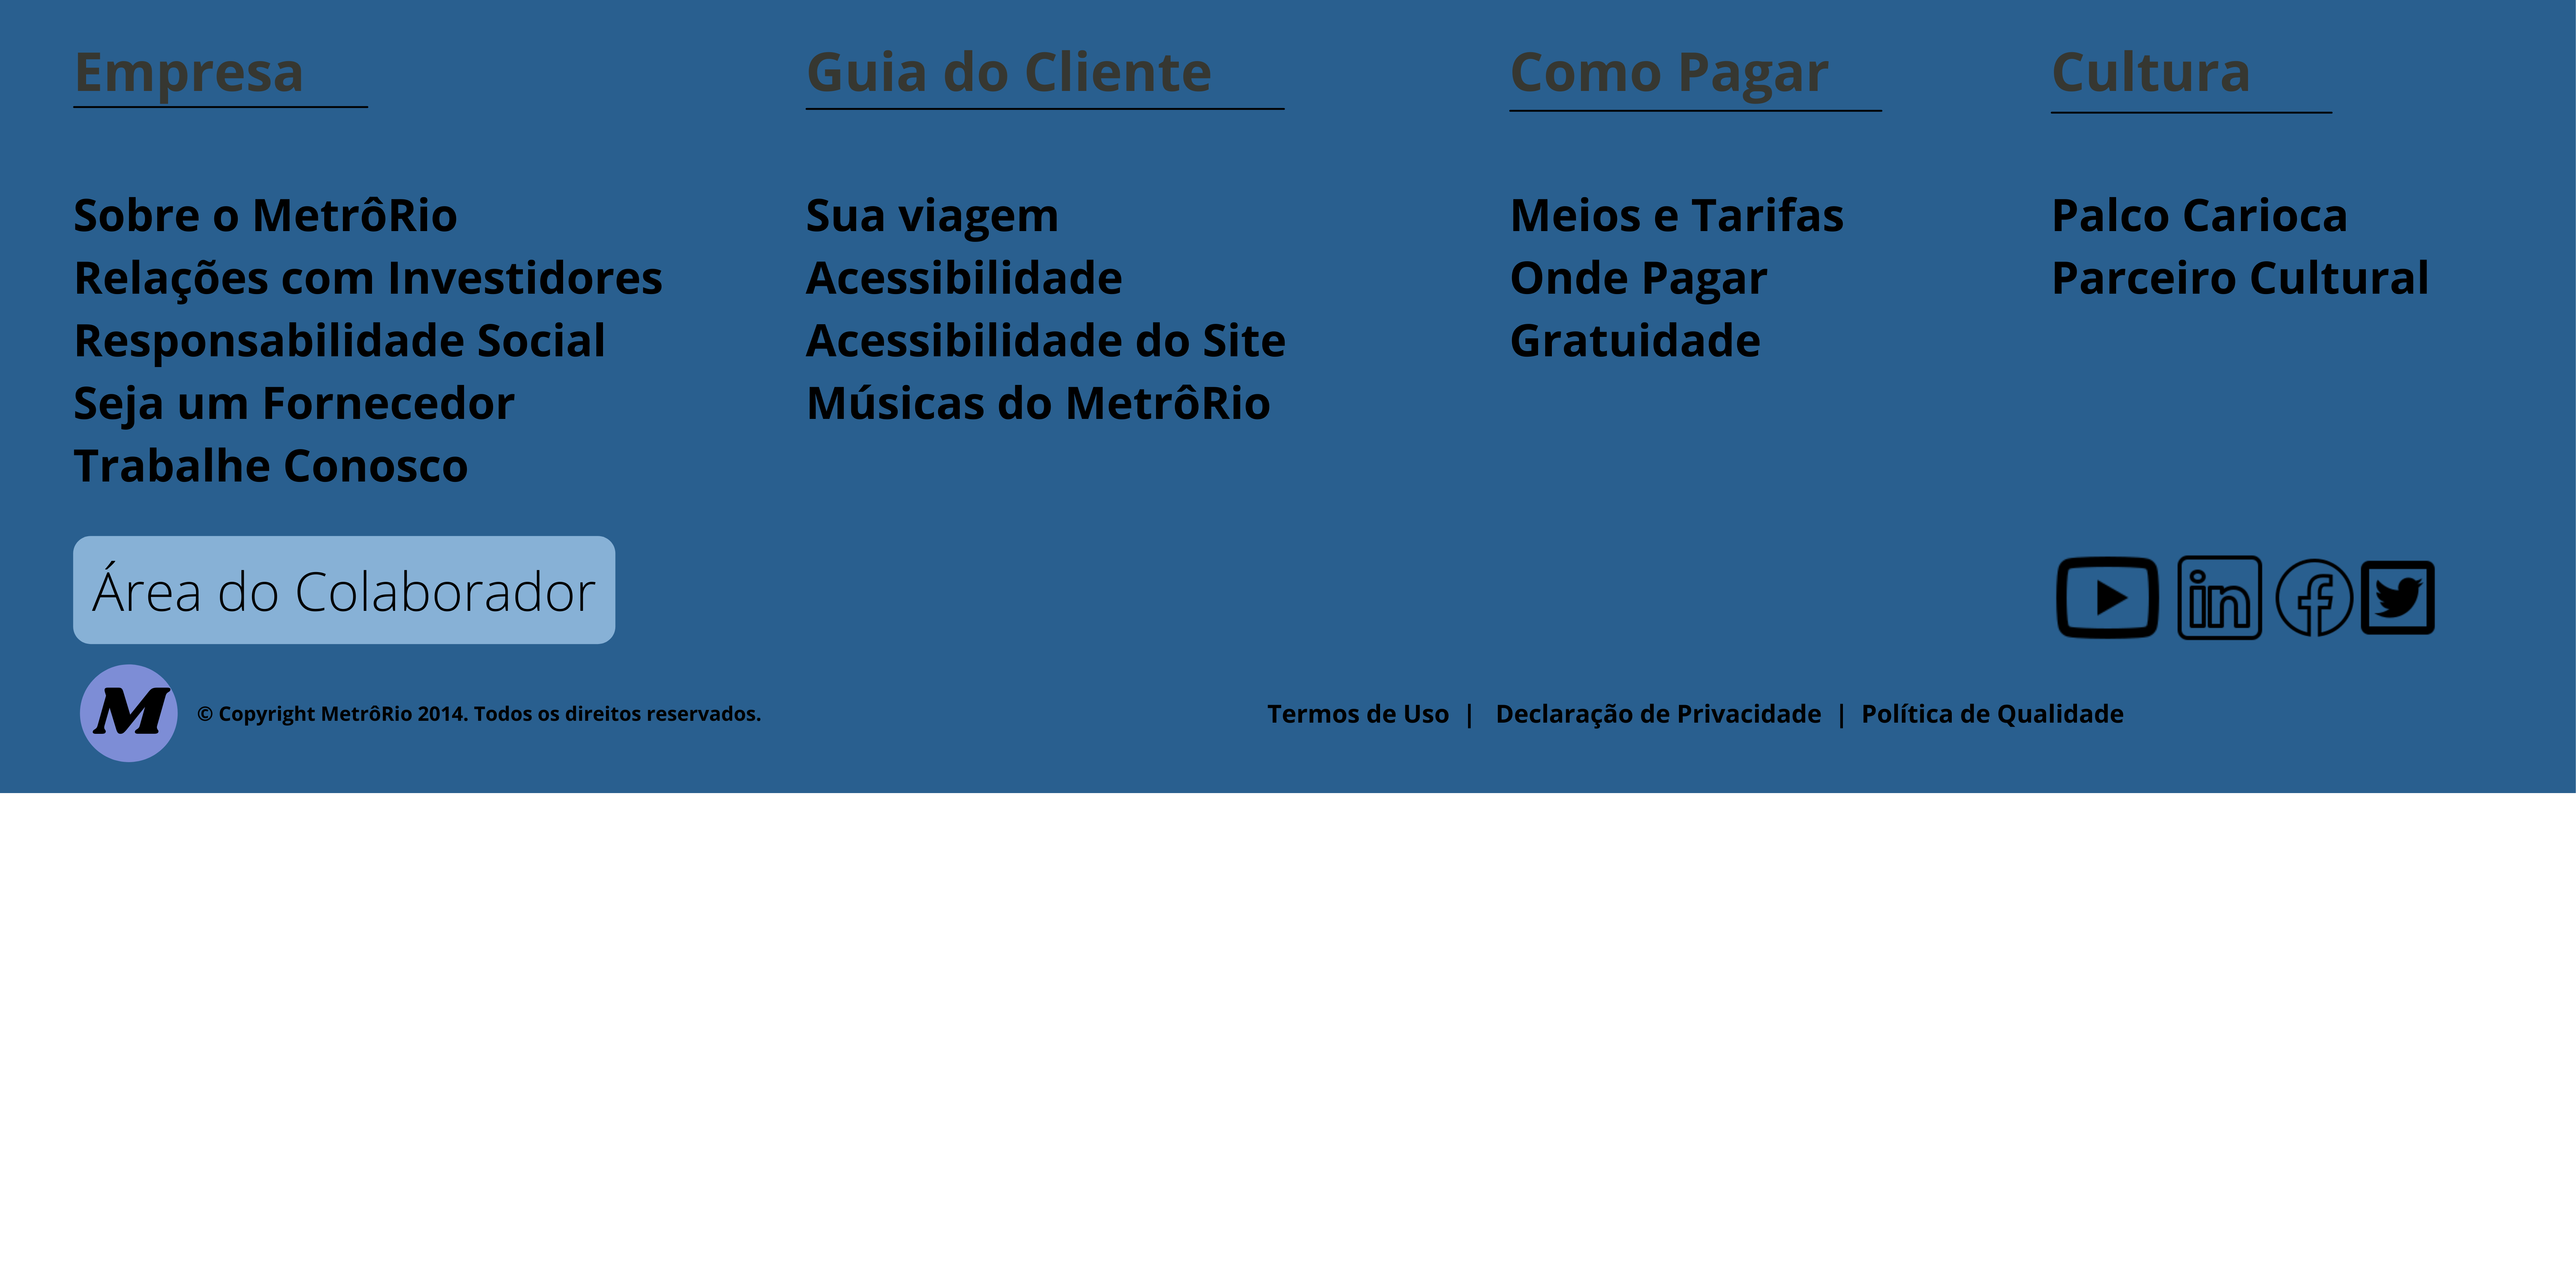 Empresa
Sobre o MetrôRio
Relações com Investidores
Responsabilidade Social
Seja um Fornecedor
Trabalhe Conosco
Guia do Cliente
Sua viagem
Acessibilidade
Acessibilidade do Site
Músicas do MetrôRio
Como Pagar
Meios e Tarifas
Onde Pagar
Gratuidade
Cultura
Palco Carioca
Parceiro Cultural
Área do Colaborador
in f
M © Copyright MetrôRio 2014. Todos os direitos reservados.
Termos de Uso | Declaração de Privacidade | Política de Qualidade